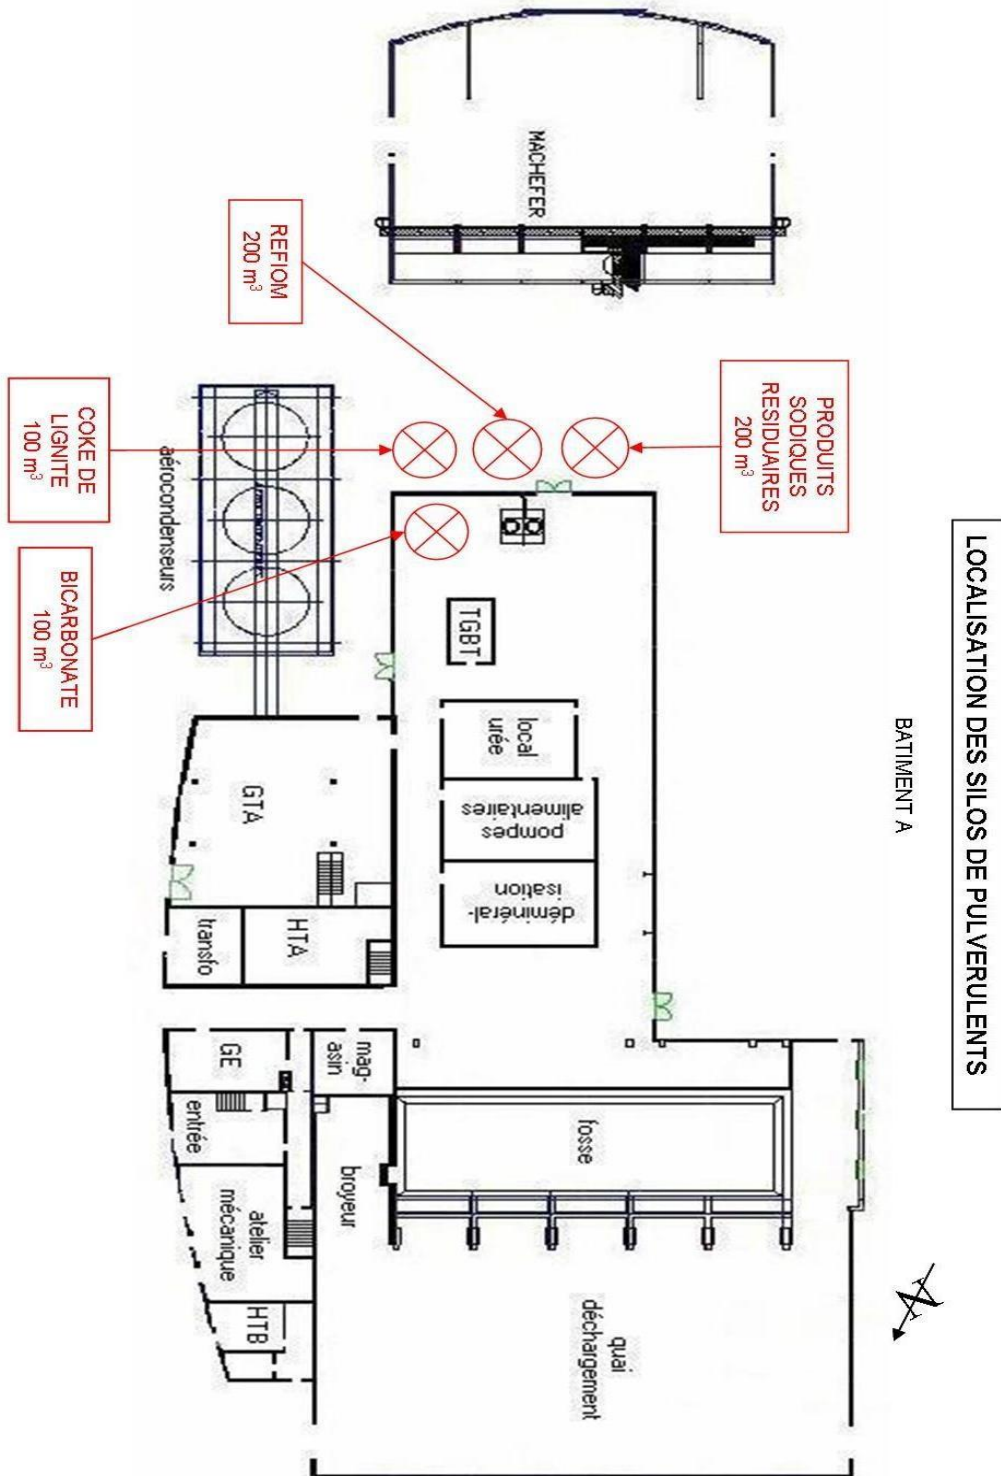 LOCALISATION DES SILOS DE PULVERULENTS
BATIMENT A
PRODUITS
SODIQUES
RESIDUAIRES
200 m³
REFIOM
200 m³
COKE DE
LIGNITE
100 m³
BICARBONATE
100 m³
MACHEFER
aérocondenseurs
TGBT
local
urée
pompes
alimentaires
déminéral-
isation
GTA
HTA
transfo
GE
mag-
asin
entrée
broyeur
fosse
atelier
mécanique
HTB
quai
déchargement
N